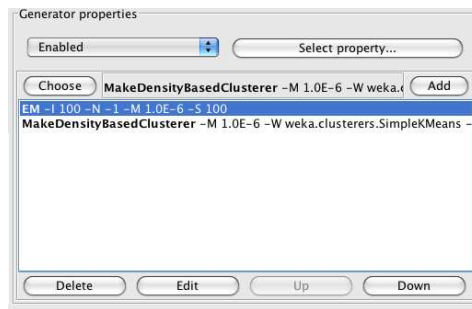 Generator properties
Enabled Select property...
Choose MakeDensityBasedClusterer -M 1.0E-6 -W weka. Add
EM -I 100 -N -1 -M 1.0E-6 -S 100
MakeDensityBasedClusterer -M 1.0E-6 -W weka.clusterers.SimpleKMeans -
Delete Edit Up Down